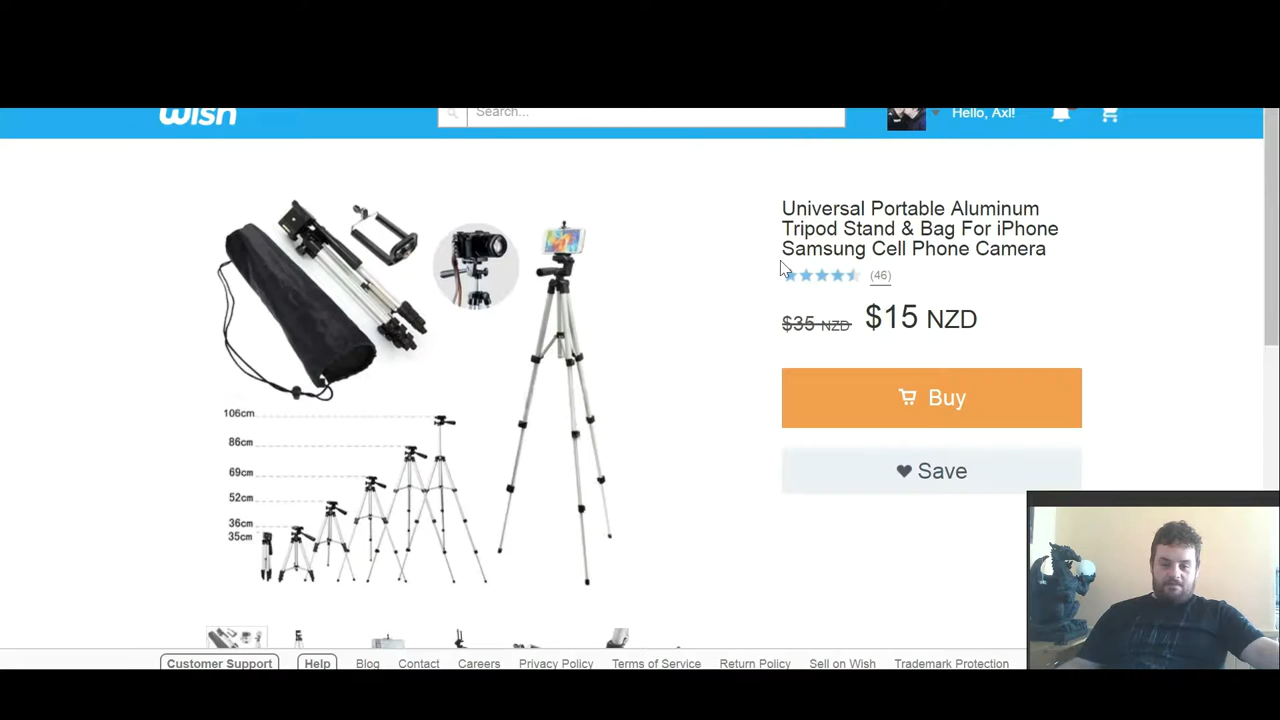 wish
Search...
Hello, Axl!
Universal Portable Aluminum
Tripod Stand & Bag For iPhone
Samsung Cell Phone Camera
(46)
$35 NZD $15 NZD
Buy
Save
106cm
86cm
69cm
52cm
36cm
35cm
Customer Support Help Blog Contact Careers Privacy Policy Terms of Service Return Policy Sell on Wish Trademark Protection